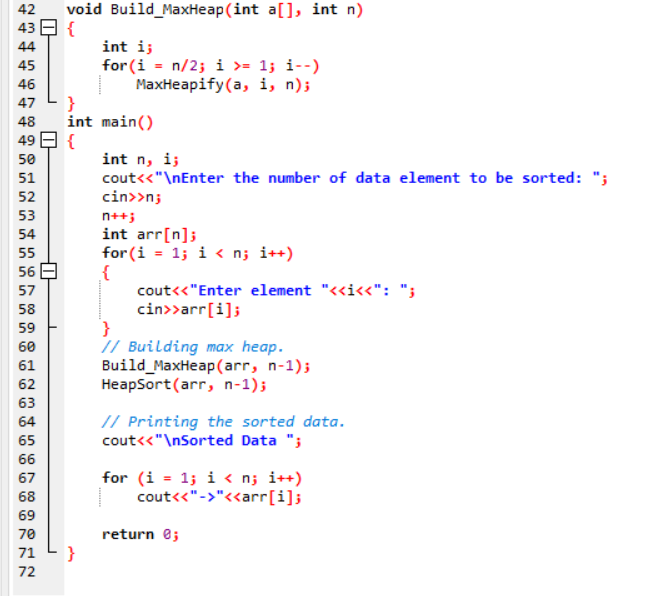 42 void Build_MaxHeap(int a[], int n)
43 {
44 int i;
45 for(i = n/2; i >= 1; i--)
46 MaxHeapify(a, i, n);
47 }
48 int main()
49 {
50 int n, i;
51 cout<<"\nEnter the number of data element to be sorted: ";
52 cin>>n;
53 n++;
54 int arr[n];
55 for(i = 1; i < n; i++)
56 {
57 cout<<"Enter element "<<i<<": ";
58 cin>>arr[i];
59 }
60 // Building max heap.
61 Build_MaxHeap(arr, n-1);
62 HeapSort(arr, n-1);
63
64 // Printing the sorted data.
65 cout<<"\nSorted Data ";
66
67 for (i = 1; i < n; i++)
68 cout<<"->"<<arr[i];
69
70 return 0;
71 }
72